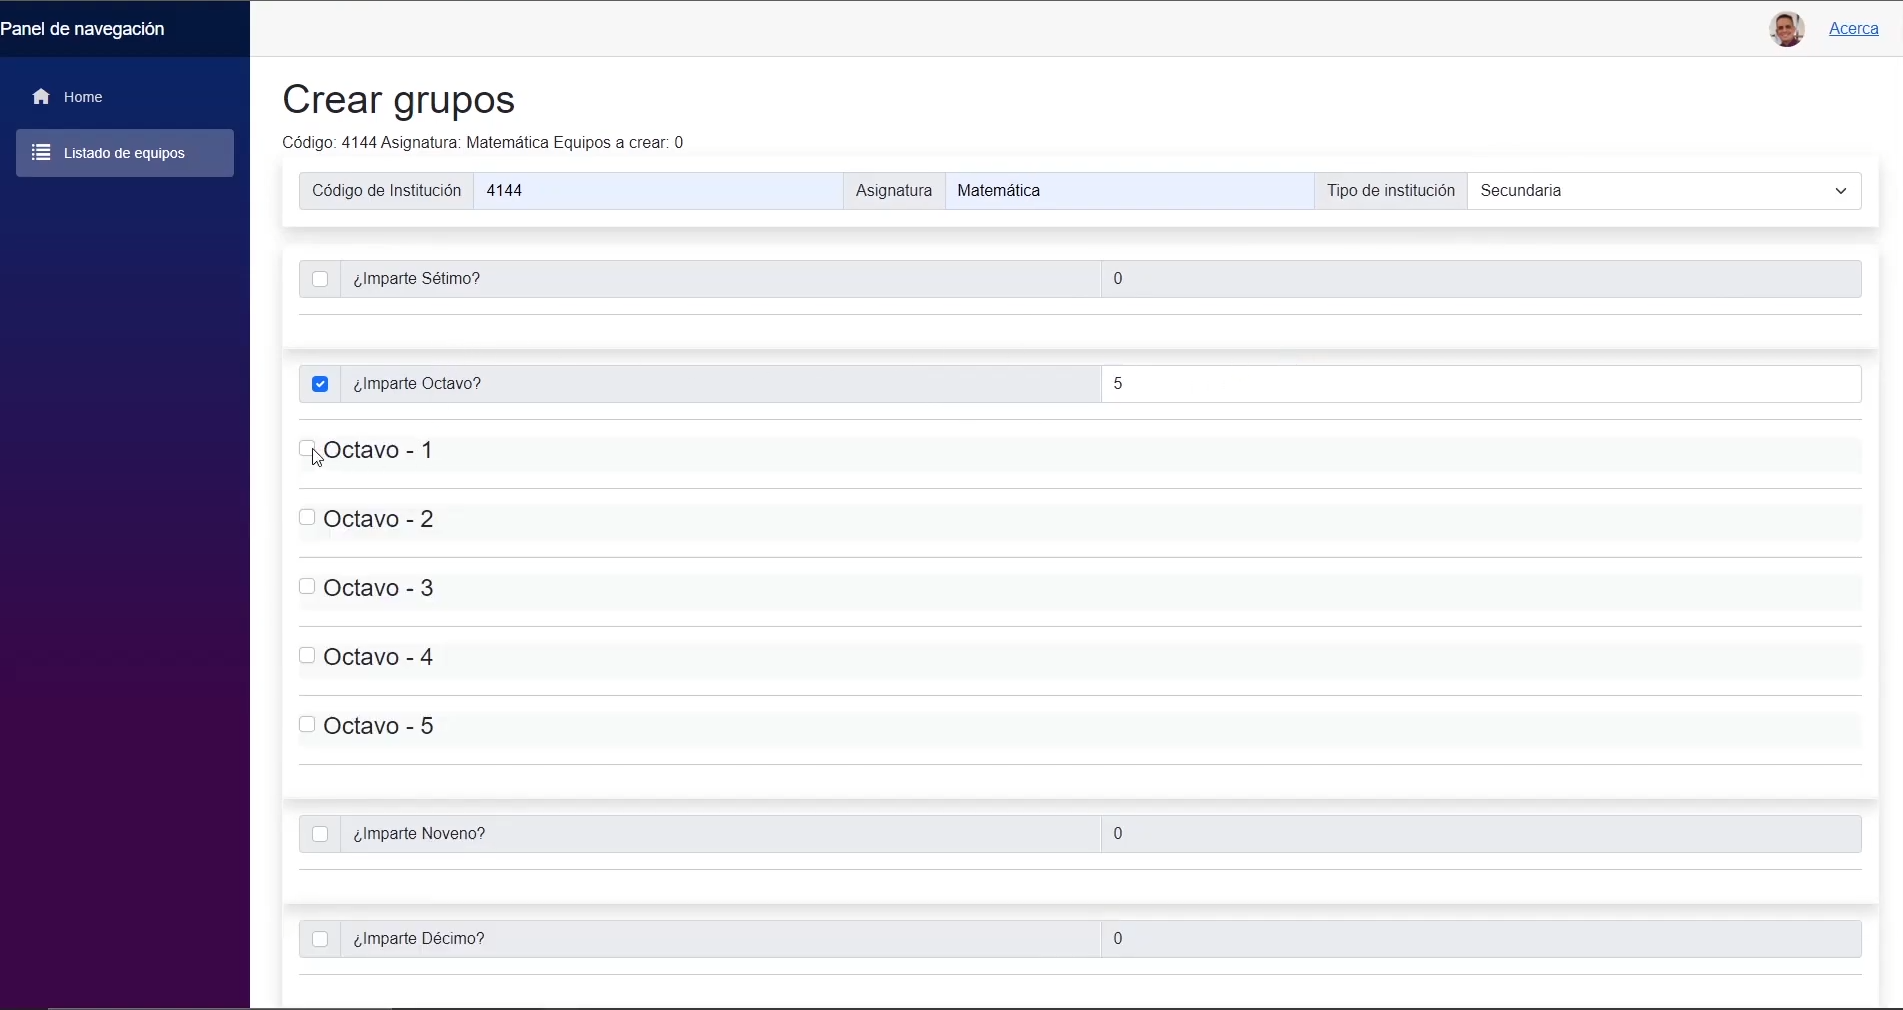 Panel de navegación
Acerca
Home
Listado de equipos
Crear grupos
Código: 4144 Asignatura: Matemática Equipos a crear: 0
Código de Institución 4144 Asignatura Matemática Tipo de institución Secundaria
¿Imparte Sétimo? 0
¿Imparte Octavo? 5
Octavo - 1
Octavo - 2
Octavo - 3
Octavo - 4
Octavo - 5
¿Imparte Noveno? 0
¿Imparte Décimo? 0